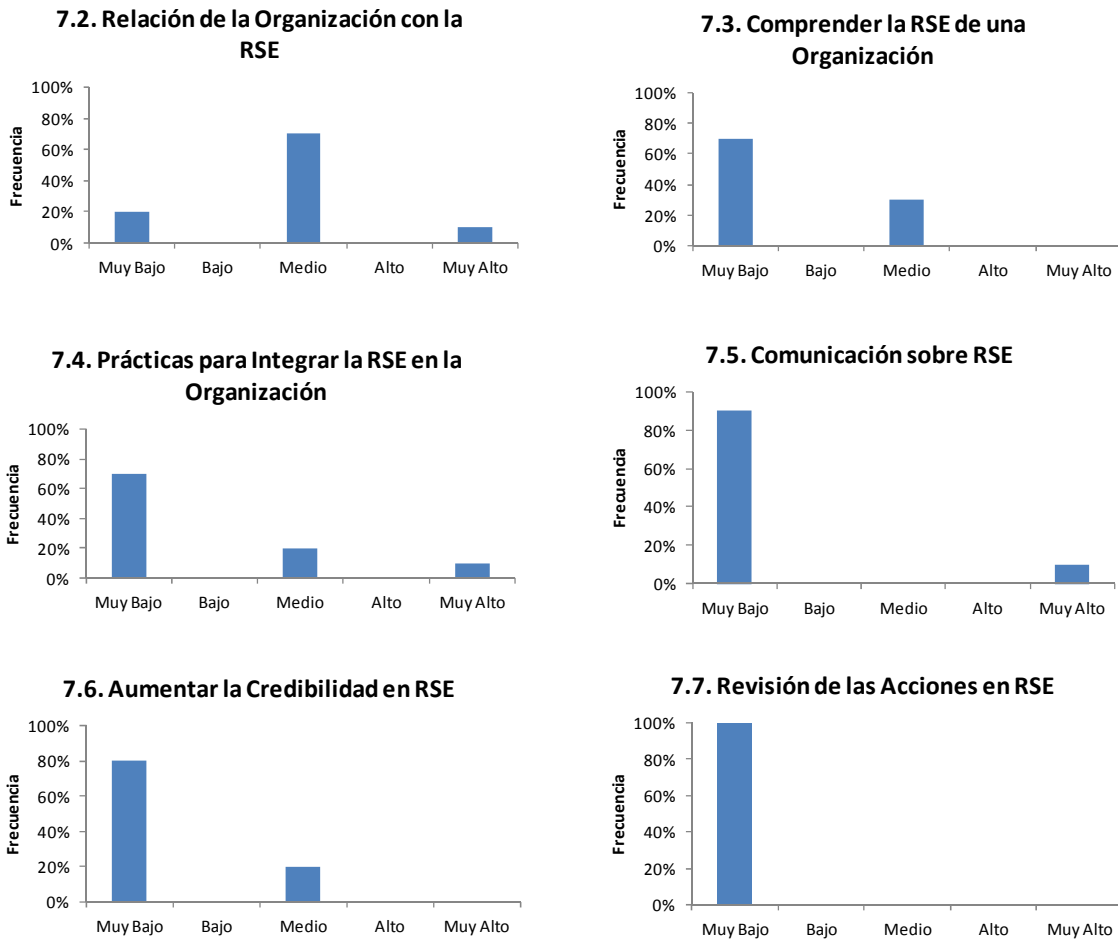 7.2. Relación de la Organización con la
RSE
100%
80%
60%
40%
20%
0%
Frecuencia
Muy Bajo Bajo Medio Alto Muy Alto
7.3. Comprender la RSE de una
Organización
100%
80%
60%
40%
20%
0%
Frecuencia
Muy Bajo Bajo Medio Alto Muy Alto
7.4. Prácticas para Integrar la RSE en la
Organización
100%
80%
60%
40%
20%
0%
Frecuencia
Muy Bajo Bajo Medio Alto Muy Alto
7.5. Comunicación sobre RSE
100%
80%
60%
40%
20%
0%
Frecuencia
Muy Bajo Bajo Medio Alto Muy Alto
7.6. Aumentar la Credibilidad en RSE
100%
80%
60%
40%
20%
0%
Frecuencia
Muy Bajo Bajo Medio Alto Muy Alto
7.7. Revisión de las Acciones en RSE
100%
80%
60%
40%
20%
0%
Frecuencia
Muy Bajo Bajo Medio Alto Muy Alto